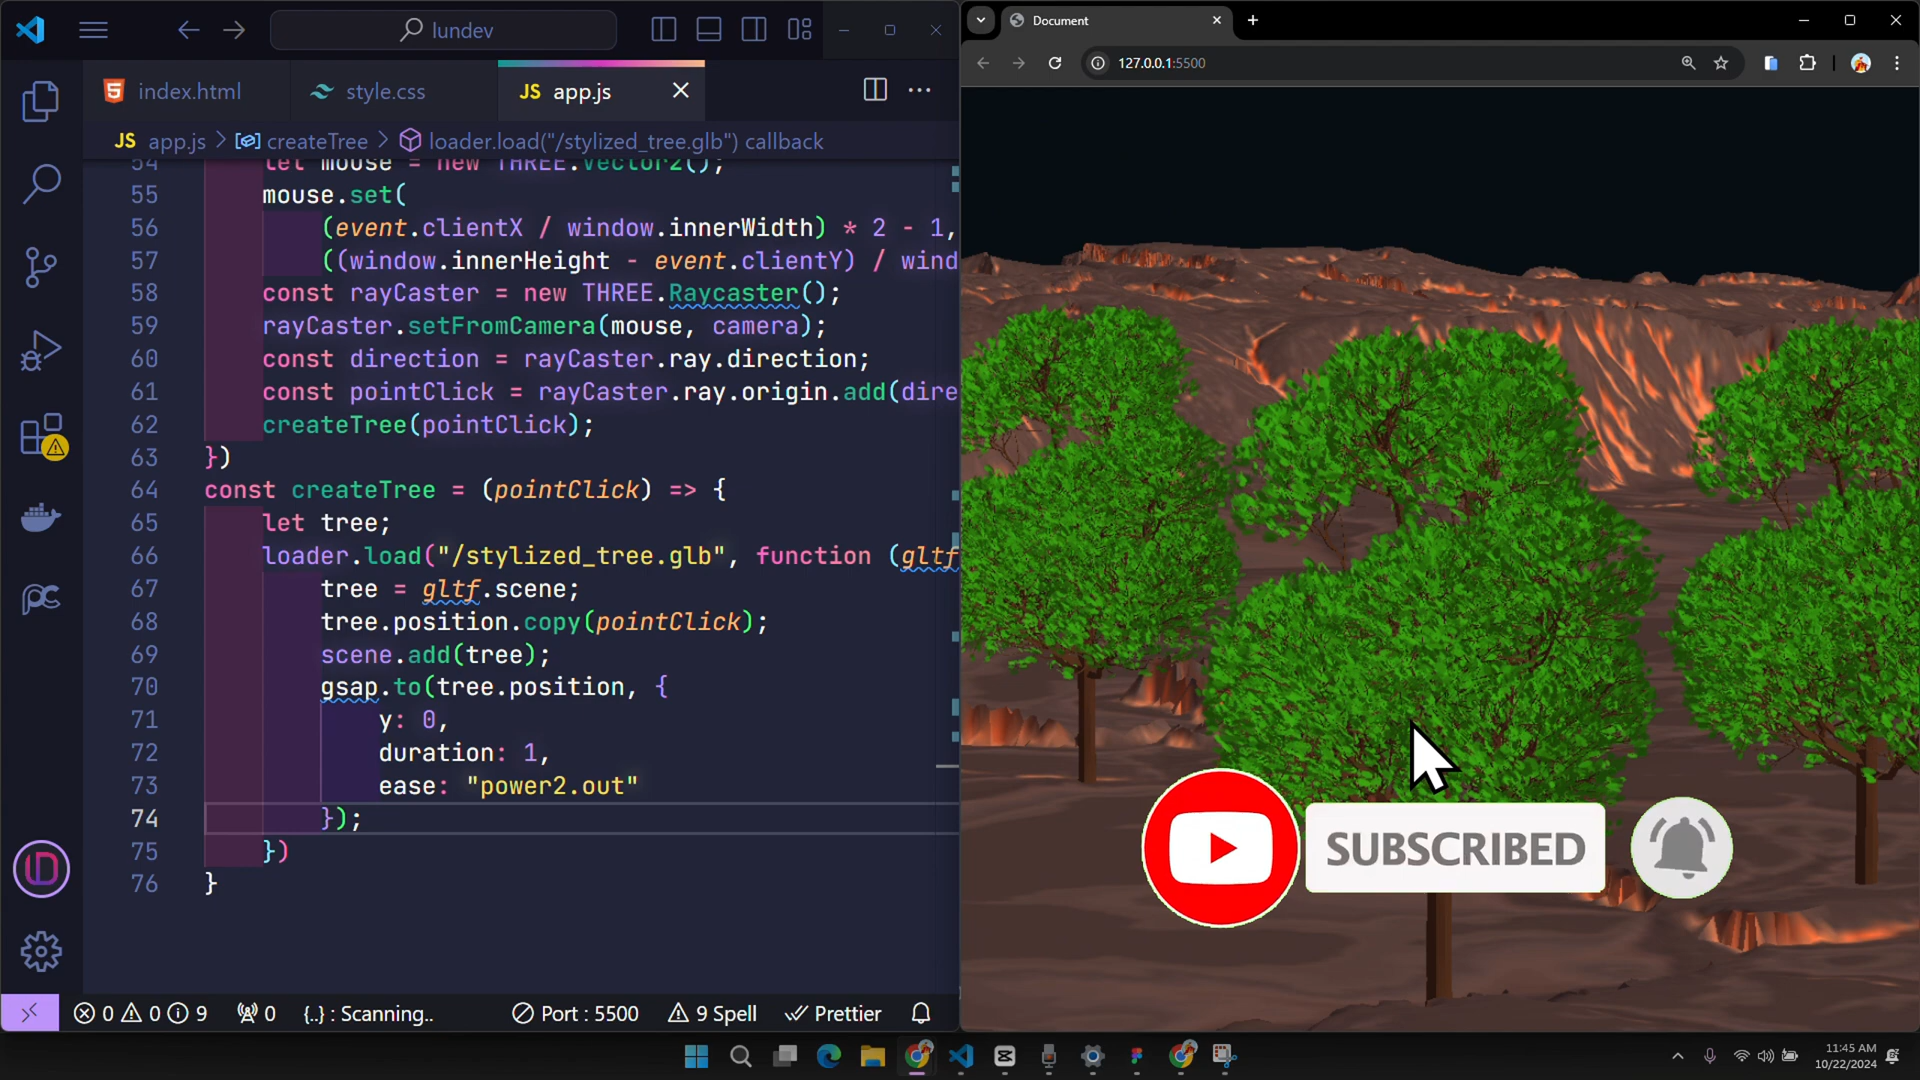 lundev
index.html
style.css
JS app.js
JS app.js > createTree > loader.load("/stylized_tree.glb") callback
54 let mouse = new THREE.Vector2();
55 mouse.set(
56 (event.clientX / window.innerWidth) * 2 - 1,
57 ((window.innerHeight - event.clientY) / wind
58 const rayCaster = new THREE.Raycaster();
59 rayCaster.setFromCamera(mouse, camera);
60 const direction = rayCaster.ray.direction;
61 const pointClick = rayCaster.ray.origin.add(dire
62 createTree(pointClick);
63 })
64 const createTree = (pointClick) => {
65 let tree;
66 loader.load("/stylized_tree.glb", function (gltf
67 tree = gltf.scene;
68 tree.position.copy(pointClick);
69 scene.add(tree);
70 gsap.to(tree.position, {
71 y: 0,
72 duration: 1,
73 ease: "power2.out"
74 });
75 })
76 }
0 0 9 0 {..} : Scanning.. Port : 5500 9 Spell Prettier
Document
127.0.0.1:5500
SUBSCRIBED
11:45 AM
10/22/2024